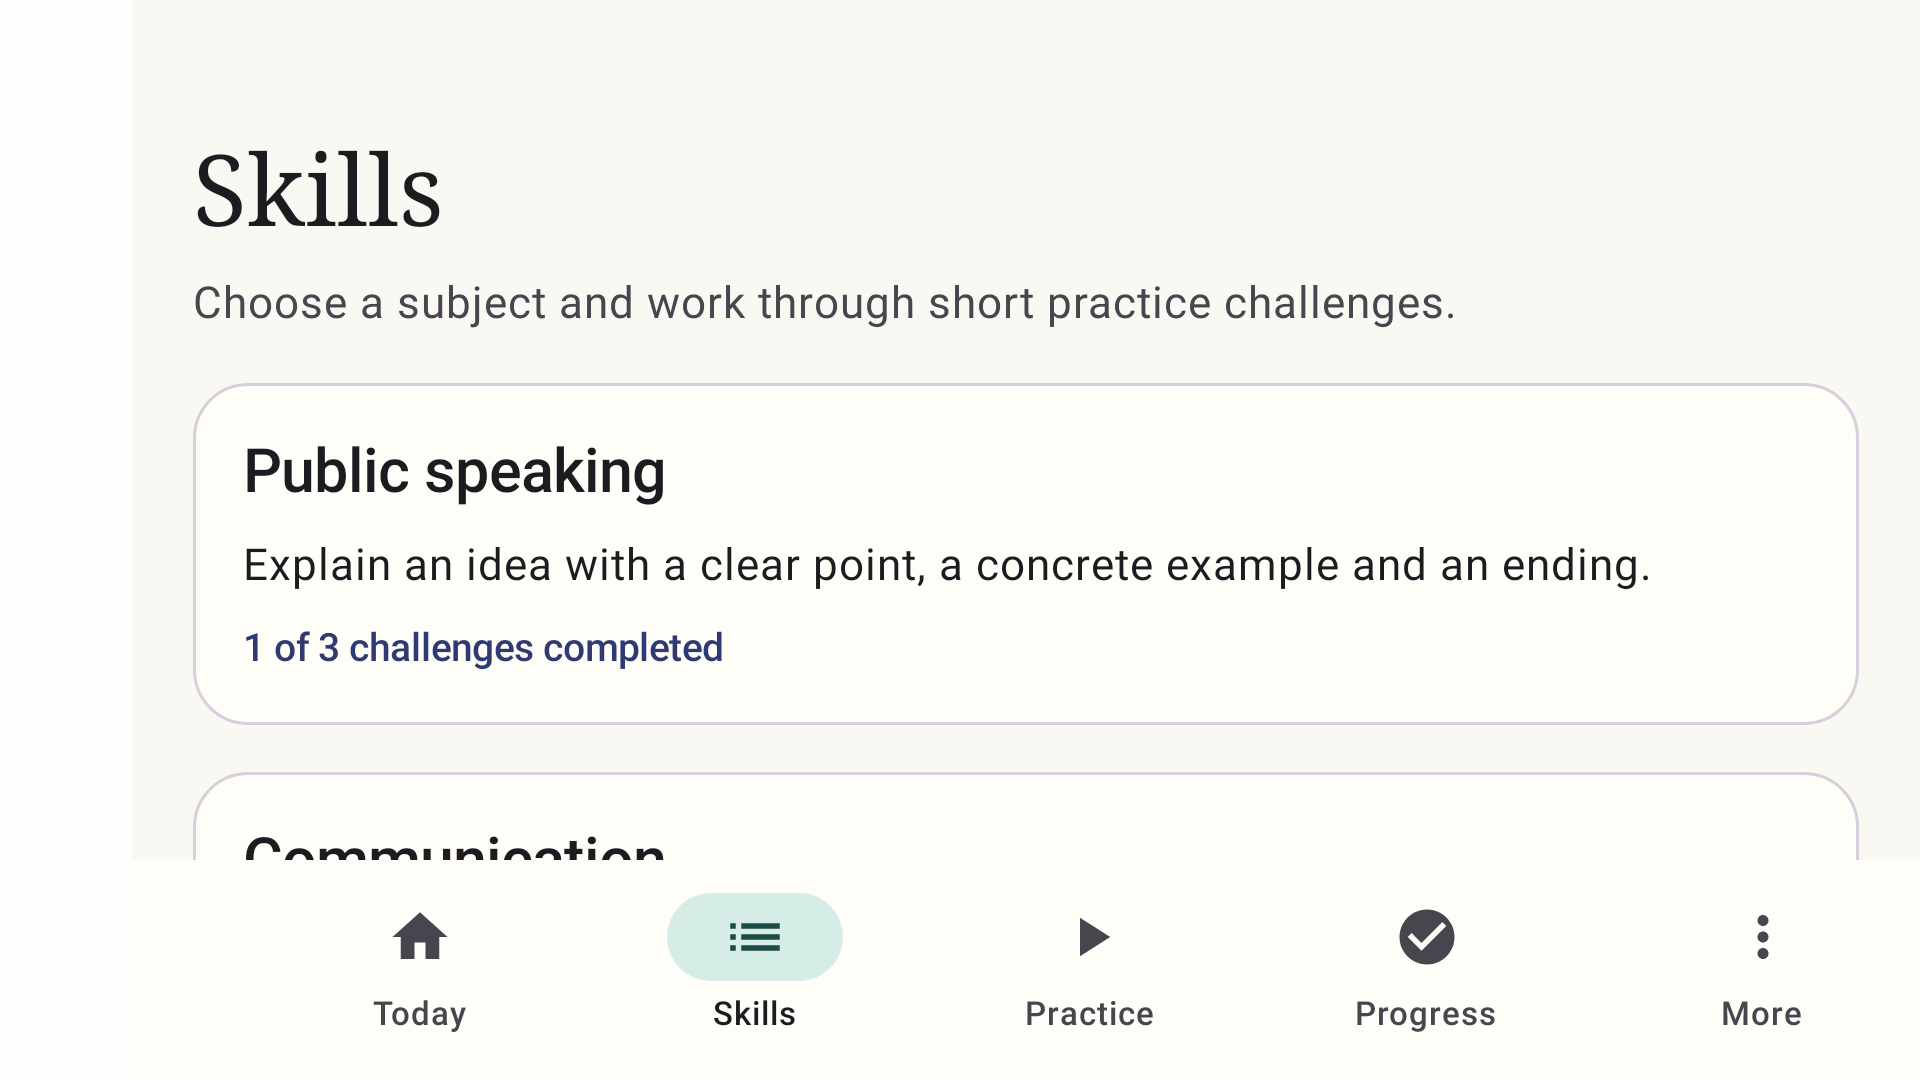 Skills
Choose a subject and work through short practice challenges.
Public speaking
Explain an idea with a clear point, a concrete example and an ending.
1 of 3 challenges completed
Communication
Today
Skills
Practice
Progress
More